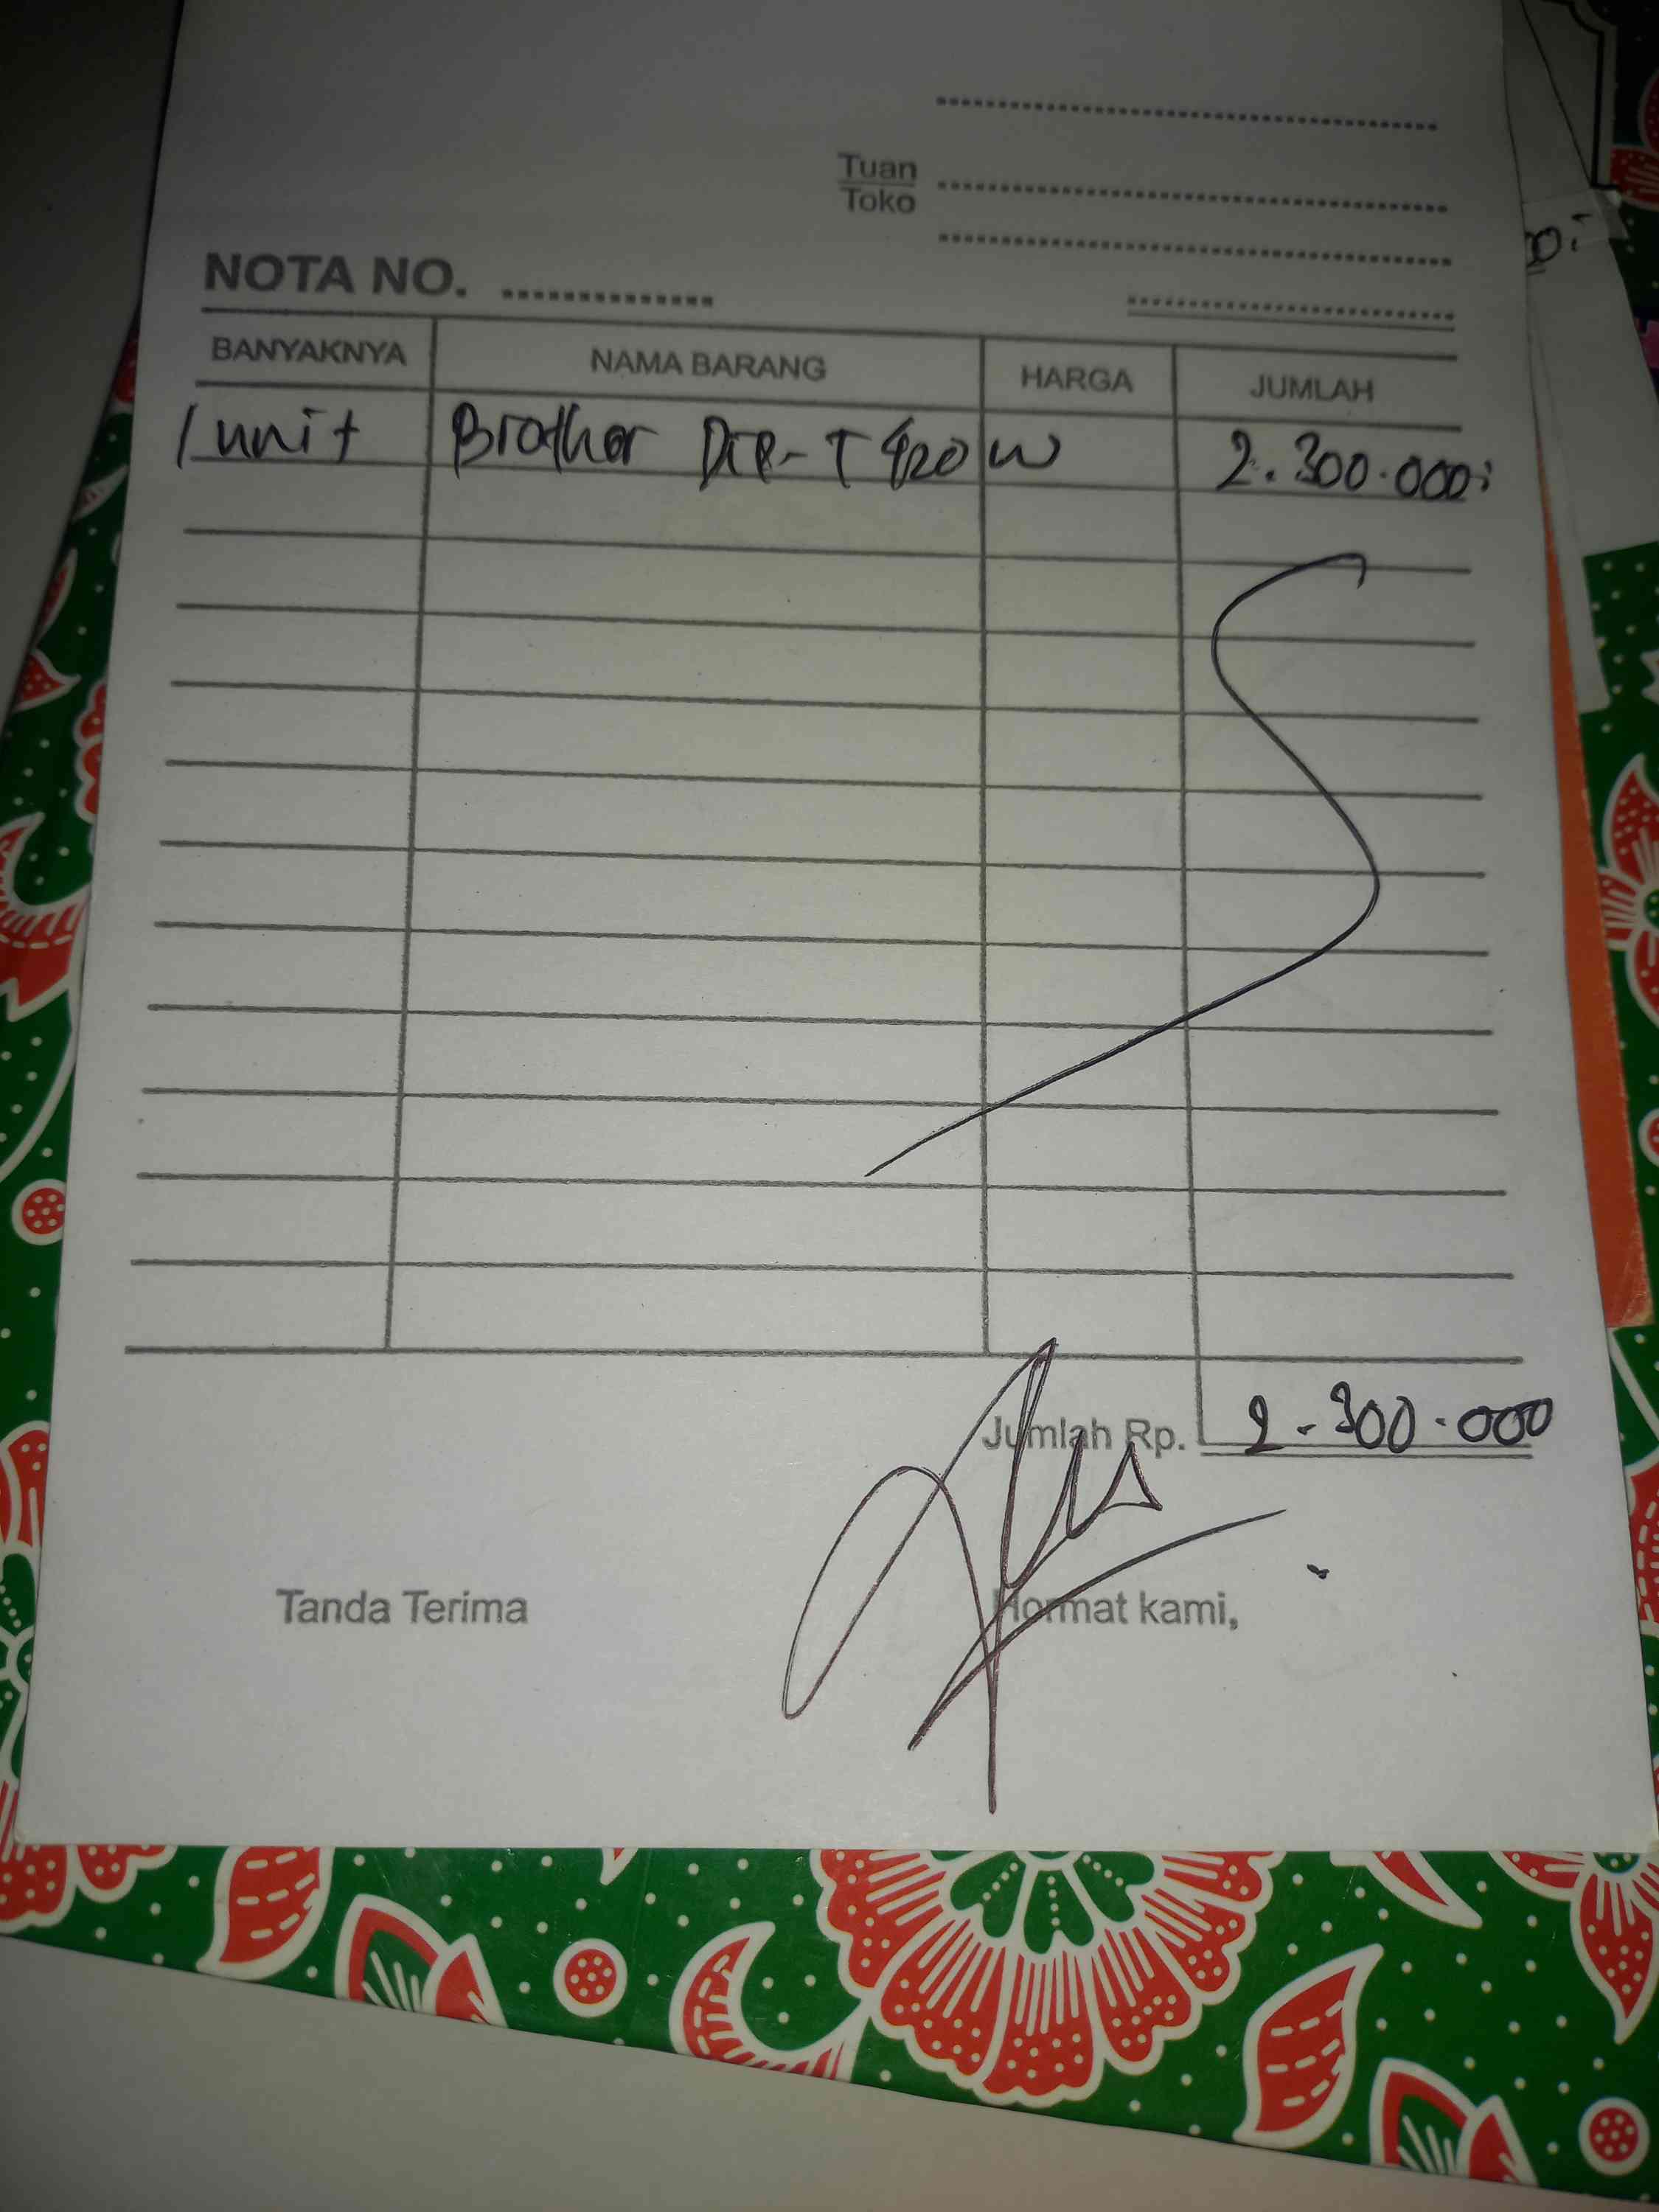 Tuan
Toko
NOTA NO.
BANYAKNYA NAMA BARANG HARGA JUMLAH
1 unit Brother DCP-T420 W 2.300.000;
Jumlah Rp. 2.300.000
Tanda Terima Hormat kami,